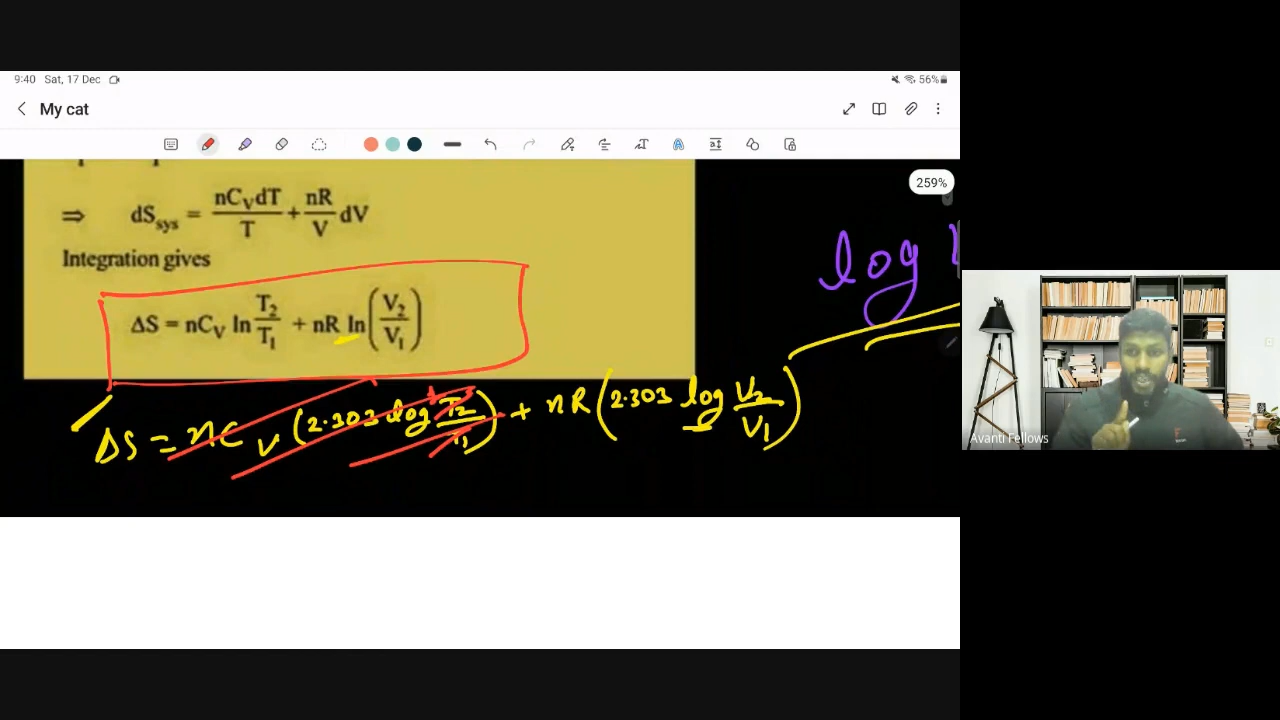 9:40 Sat, 17 Dec 56%
My cat
259%
⇒ dS_sys = nC_VdT/T + nR/V dV
Integration gives
ΔS = nC_V ln T₂/T₁ + nR ln(V₂/V₁)
log
ΔS = nC_V (2.303 log T₂/T₁) + nR (2.303 log V₂/V₁)
Avanti Fellows